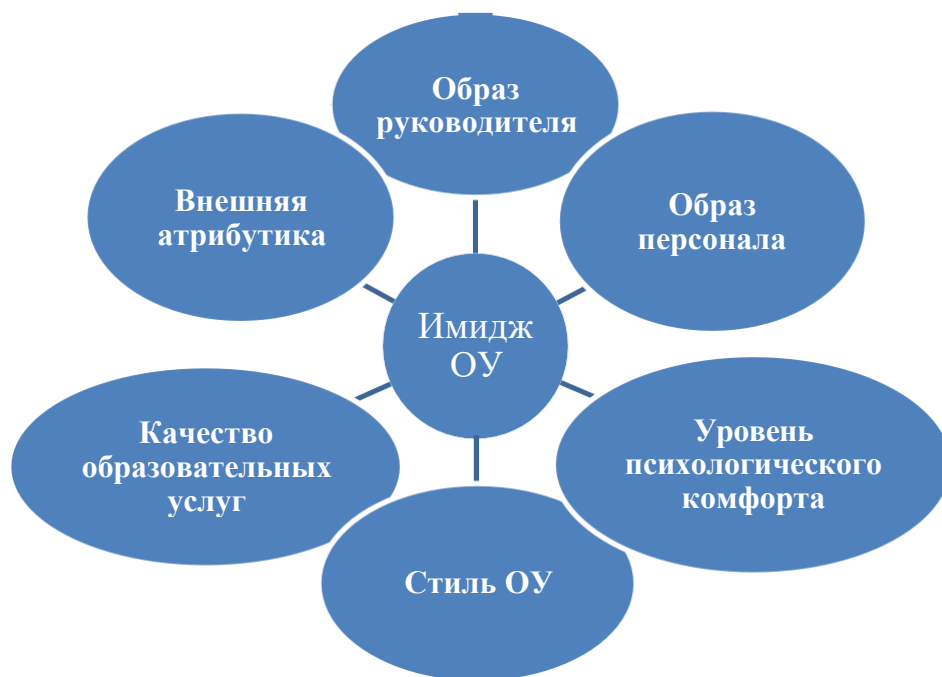 Образ
руководителя
Внешняя
атрибутика
Образ
персонала
Имидж
ОУ
Качество
образовательных
услуг
Уровень
психологического
комфорта
Стиль ОУ